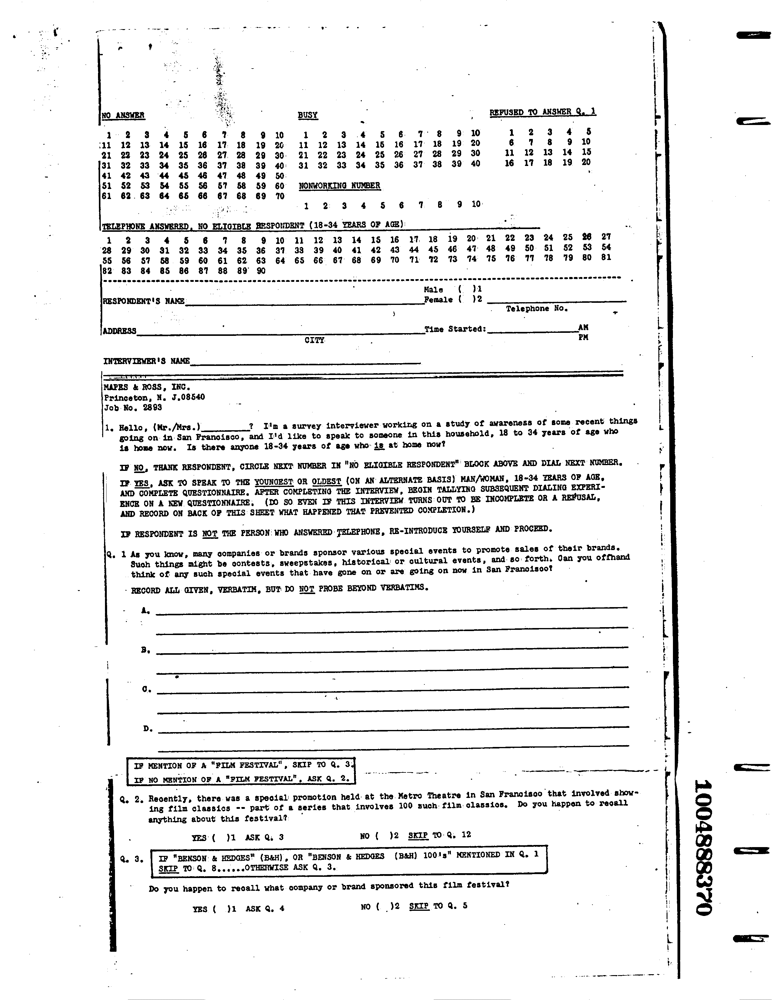 NO ANSWER BUSY REFUSED TO ANSWER Q. 1
1 2 3 4 5 6 7 8 9 10 1 2 3 4 5 6 7 8 9 10 1 2 3 4 5
11 12 13 14 15 16 17 18 19 20 11 12 13 14 15 16 17 18 19 20 6 7 8 9 10
21 22 23 24 25 26 27 28 29 30 21 22 23 24 25 26 27 28 29 30 11 12 13 14 15
31 32 33 34 35 36 37 38 39 40 31 32 33 34 35 36 37 38 39 40 16 17 18 19 20
41 42 43 44 45 46 47 48 49 50
51 52 53 54 55 56 57 58 59 60 NONWORKING NUMBER
61 62 63 64 65 66 67 68 69 70
1 2 3 4 5 6 7 8 9 10
TELEPHONE ANSWERED, NO ELIGIBLE RESPONDENT (18-34 YEARS OF AGE)
1 2 3 4 5 6 7 8 9 10 11 12 13 14 15 16 17 18 19 20 21 22 23 24 25 26 27
28 29 30 31 32 33 34 35 36 37 38 39 40 41 42 43 44 45 46 47 48 49 50 51 52 53 54
55 56 57 58 59 60 61 62 63 64 65 66 67 68 69 70 71 72 73 74 75 76 77 78 79 80 81
82 83 84 85 86 87 88 89 90
Male ( )1
RESPONDENT'S NAME Female ( )2
Telephone No.
ADDRESS Time Started: AM
CITY PM
INTERVIEWER'S NAME
MAPES & ROSS, INC.
Princeton, N. J.08540
Job No. 2893
1. Hello, (Mr./Mrs.)________? I'm a survey interviewer working on a study of awareness of some recent things
going on in San Francisco, and I'd like to speak to someone in this household, 18 to 34 years of age who
is home now. Is there anyone 18-34 years of age who is at home now?
IF NO, THANK RESPONDENT, CIRCLE NEXT NUMBER IN "NO ELIGIBLE RESPONDENT" BLOCK ABOVE AND DIAL NEXT NUMBER.
IF YES, ASK TO SPEAK TO THE YOUNGEST OR OLDEST (ON AN ALTERNATE BASIS) MAN/WOMAN, 18-34 YEARS OF AGE,
AND COMPLETE QUESTIONNAIRE. AFTER COMPLETING THE INTERVIEW, BEGIN TALLYING SUBSEQUENT DIALING EXPERI-
ENCE ON A NEW QUESTIONNAIRE. (DO SO EVEN IF THIS INTERVIEW TURNS OUT TO BE INCOMPLETE OR A REFUSAL,
AND RECORD ON BACK OF THIS SHEET WHAT HAPPENED THAT PREVENTED COMPLETION.)
IF RESPONDENT IS NOT THE PERSON WHO ANSWERED TELEPHONE, RE-INTRODUCE YOURSELF AND PROCEED.
Q. 1 As you know, many companies or brands sponsor various special events to promote sales of their brands.
Such things might be contests, sweepstakes, historical or cultural events, and so forth. Can you offhand
think of any such special events that have gone on or are going on now in San Francisco?
RECORD ALL GIVEN, VERBATIM, BUT DO NOT PROBE BEYOND VERBATIMS.
A.
B.
C.
D.
IF MENTION OF A "FILM FESTIVAL", SKIP TO Q. 3.
IF NO MENTION OF A "FILM FESTIVAL", ASK Q. 2.
Q. 2. Recently, there was a special promotion held at the Metro Theatre in San Francisco that involved show-
ing film classics -- part of a series that involves 100 such film classics. Do you happen to recall
anything about this festival?
YES ( )1 ASK Q. 3 NO ( )2 SKIP TO Q. 12
Q. 3. IF "BENSON & HEDGES" (B&H), OR "BENSON & HEDGES (B&H) 100's" MENTIONED IN Q. 1
SKIP TO Q. 8......OTHERWISE ASK Q. 3.
Do you happen to recall what company or brand sponsored this film festival?
YES ( )1 ASK Q. 4 NO ( )2 SKIP TO Q. 5
1004888370